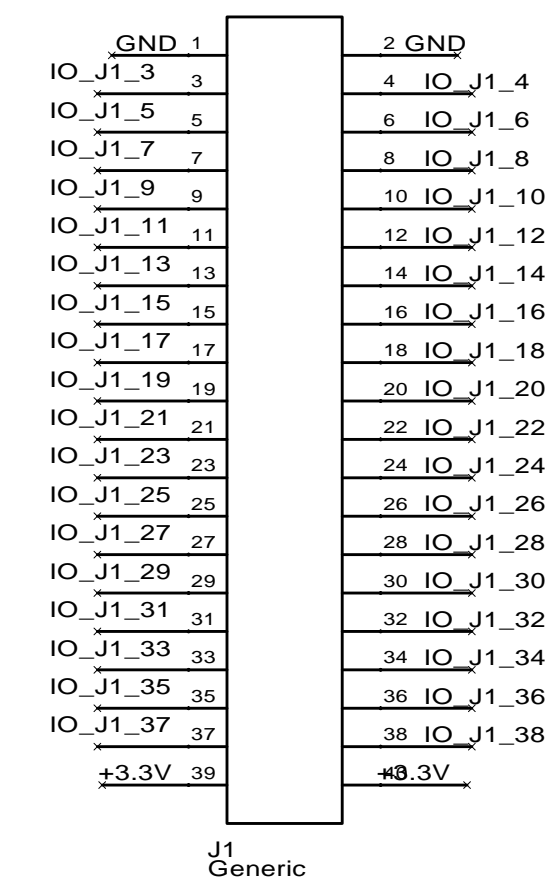 GND 1 2 GND
IO_J1_3 3 4 IO_J1_4
IO_J1_5 5 6 IO_J1_6
IO_J1_7 7 8 IO_J1_8
IO_J1_9 9 10 IO_J1_10
IO_J1_11 11 12 IO_J1_12
IO_J1_13 13 14 IO_J1_14
IO_J1_15 15 16 IO_J1_16
IO_J1_17 17 18 IO_J1_18
IO_J1_19 19 20 IO_J1_20
IO_J1_21 21 22 IO_J1_22
IO_J1_23 23 24 IO_J1_24
IO_J1_25 25 26 IO_J1_26
IO_J1_27 27 28 IO_J1_28
IO_J1_29 29 30 IO_J1_30
IO_J1_31 31 32 IO_J1_32
IO_J1_33 33 34 IO_J1_34
IO_J1_35 35 36 IO_J1_36
IO_J1_37 37 38 IO_J1_38
+3.3V 39 40 +3.3V
J1
Generic